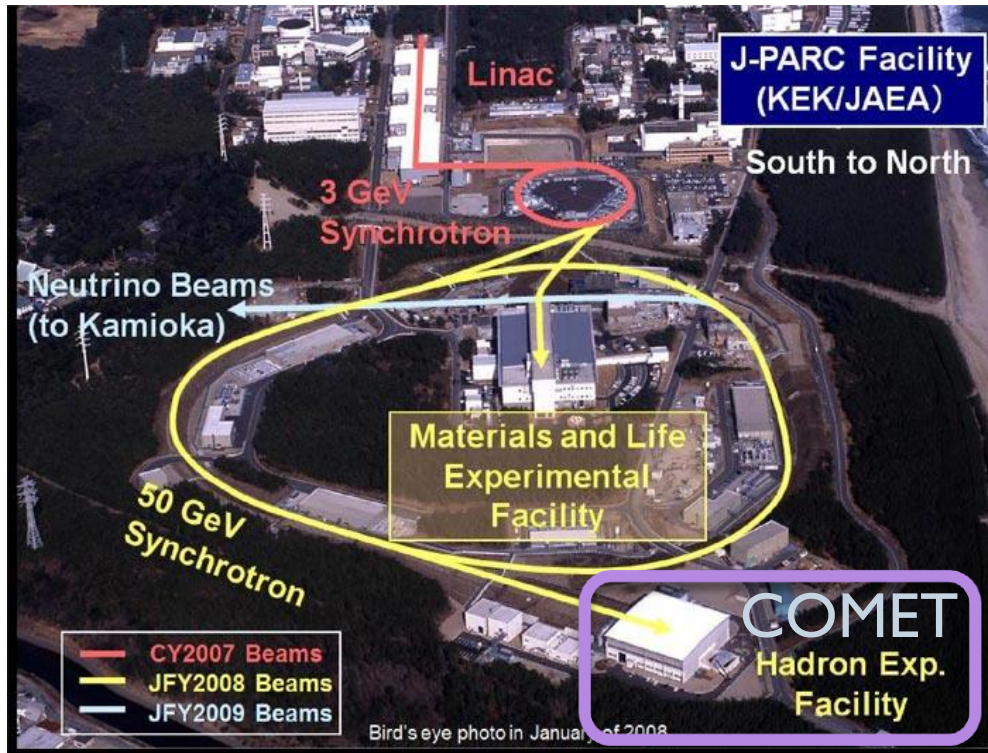 Linac
J-PARC Facility
(KEK/JAEA）
South to North
3 GeV
Synchrotron
Neutrino Beams
(to Kamioka)
Materials and Life
Experimental
Facility
50 GeV
Synchrotron
COMET
Hadron Exp.
Facility
CY2007 Beams
JFY2008 Beams
JFY2009 Beams
Bird's eye photo in January of 2008